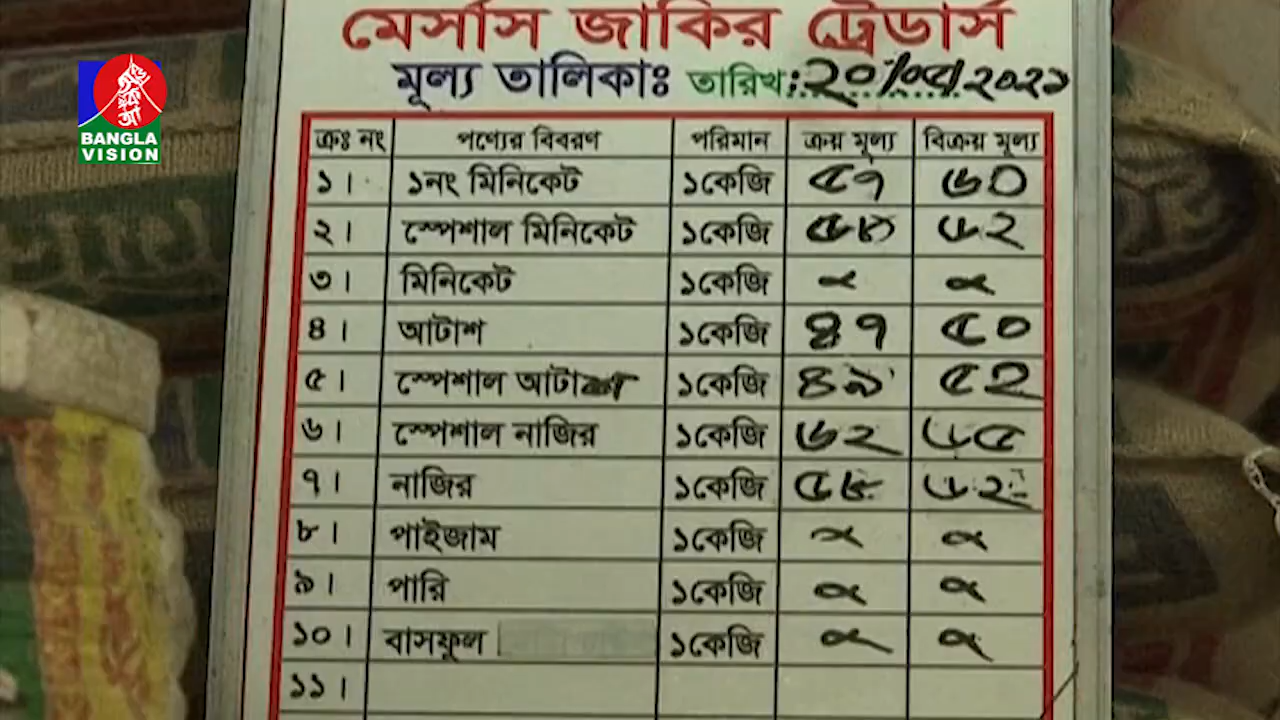 মের্সাস জাকির ট্রেডার্স
মূল্য তালিকাঃ তারিখ: ২০/০৫/২০২১
BANGLA
VISION
ক্রঃ নং পণ্যের বিবরণ পরিমান ক্রয় মূল্য বিক্রয় মূল্য
১। ১নং মিনিকেট ১কেজি ৫৭ ৬০
২। স্পেশাল মিনিকেট ১কেজি ৫৮ ৬২
৩। মিনিকেট ১কেজি
৪। আটাশ ১কেজি ৪৭ ৫০
৫। স্পেশাল আটাশ ১কেজি ৪৯ ৫২
৬। স্পেশাল নাজির ১কেজি ৬২ ৬৫
৭। নাজির ১কেজি ৫৮ ৬২
৮। পাইজাম ১কেজি
৯। পারি ১কেজি
১০। বাসফুল ১কেজি
১১।